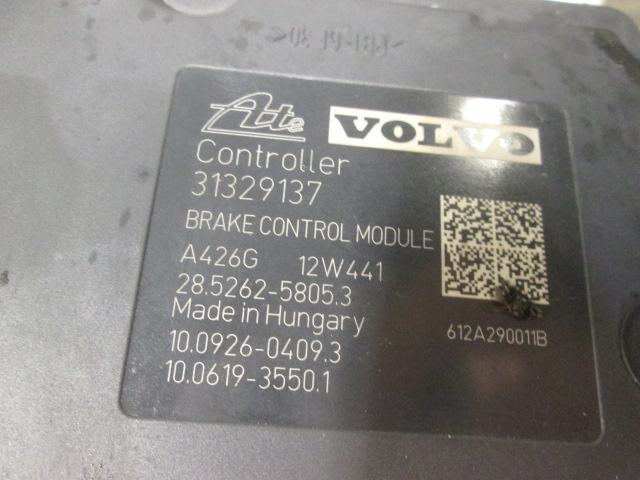 Ate VOLVO
Controller
31329137
BRAKE CONTROL MODULE
A426G 12W441
28.5262-5805.3
Made in Hungary
612A290011B
10.0926-0409.3
10.0619-3550.1